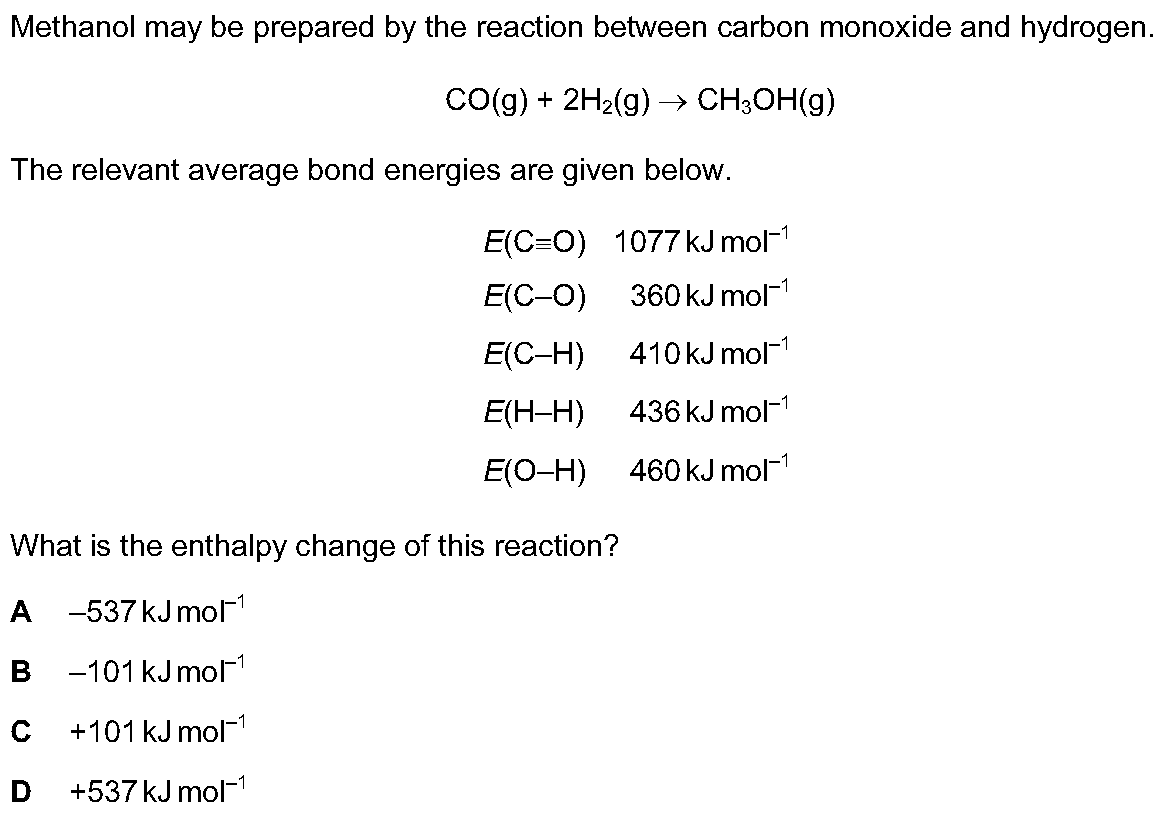 Methanol may be prepared by the reaction between carbon monoxide and hydrogen.
CO(g) + 2H₂(g) → CH₃OH(g)
The relevant average bond energies are given below.
E(C≡O) 1077 kJ mol⁻¹
E(C–O) 360 kJ mol⁻¹
E(C–H) 410 kJ mol⁻¹
E(H–H) 436 kJ mol⁻¹
E(O–H) 460 kJ mol⁻¹
What is the enthalpy change of this reaction?
A –537 kJ mol⁻¹
B –101 kJ mol⁻¹
C +101 kJ mol⁻¹
D +537 kJ mol⁻¹